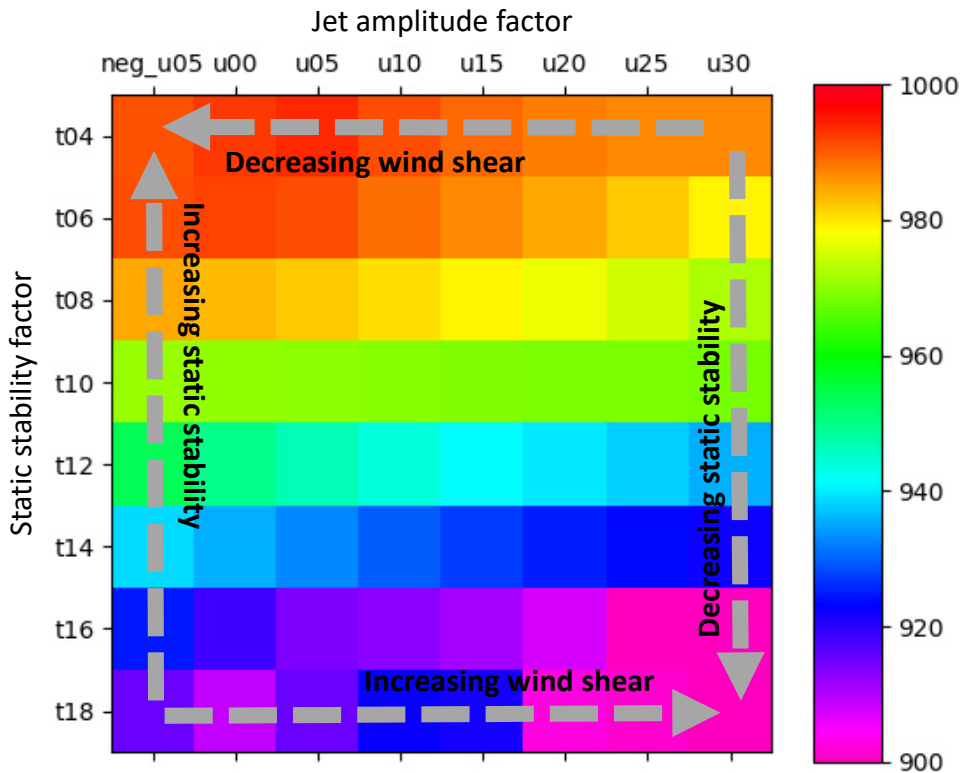 Jet amplitude factor
neg_u05 u00 u05 u10 u15 u20 u25 u30
Static stability factor
t04
t06
t08
t10
t12
t14
t16
t18
Decreasing wind shear
Increasing static stability
Decreasing static stability
Increasing wind shear
1000
980
960
940
920
900